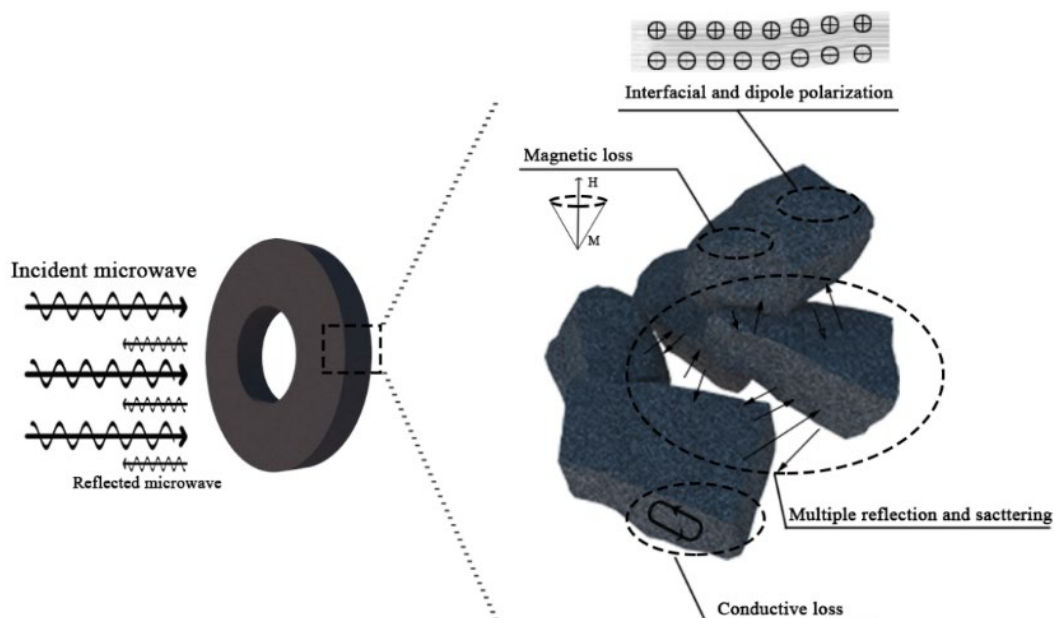 ⊕ ⊕ ⊕ ⊕ ⊕ ⊕ ⊕ ⊕
⊖ ⊖ ⊖ ⊖ ⊖ ⊖ ⊖ ⊖
Interfacial and dipole polarization
Magnetic loss
H
M
Incident microwave
Reflected microwave
Multiple reflection and sacttering
Conductive loss